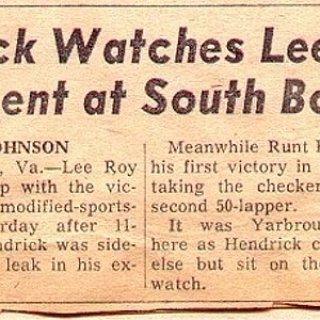 ck Watches Lee
ent at South Bo
OHNSON
, Va.—Lee Roy
p with the vic-
modified-sports-
rday after 11-
ndrick was side-
leak in his ex-
Meanwhile Runt
his first victory in
taking the checker
second 50-lapper.
It was Yarbrou
here as Hendrick c
else but sit on the
watch.